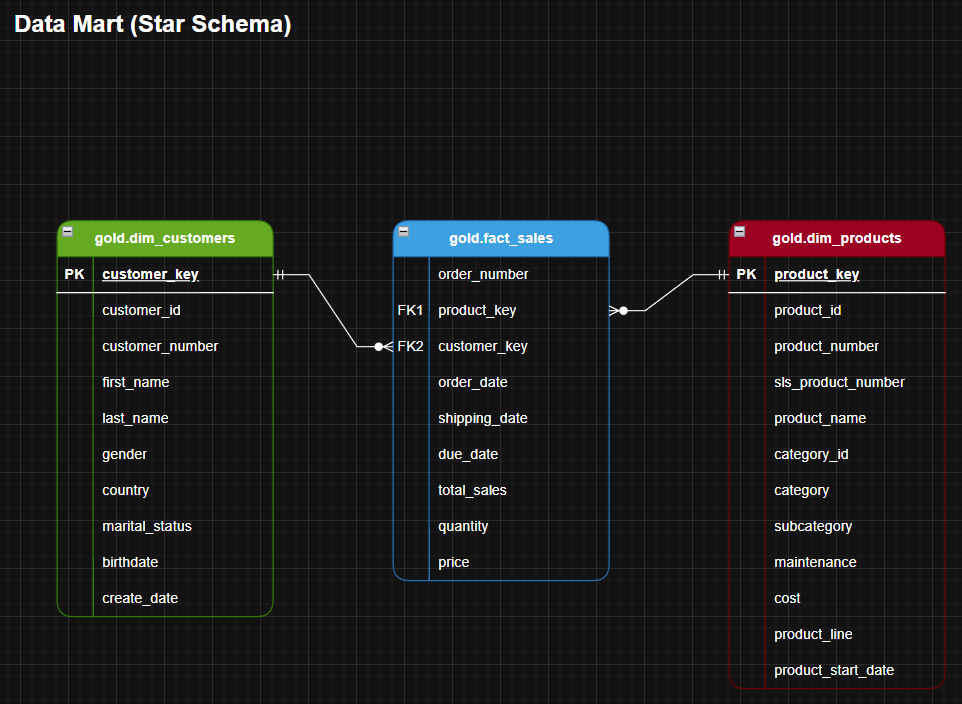 Data Mart (Star Schema)
gold.dim_customers
PK customer_key
customer_id
customer_number
first_name
last_name
gender
country
marital_status
birthdate
create_date
gold.fact_sales
order_number
FK1 product_key
FK2 customer_key
order_date
shipping_date
due_date
total_sales
quantity
price
gold.dim_products
PK product_key
product_id
product_number
sls_product_number
product_name
category_id
category
subcategory
maintenance
cost
product_line
product_start_date